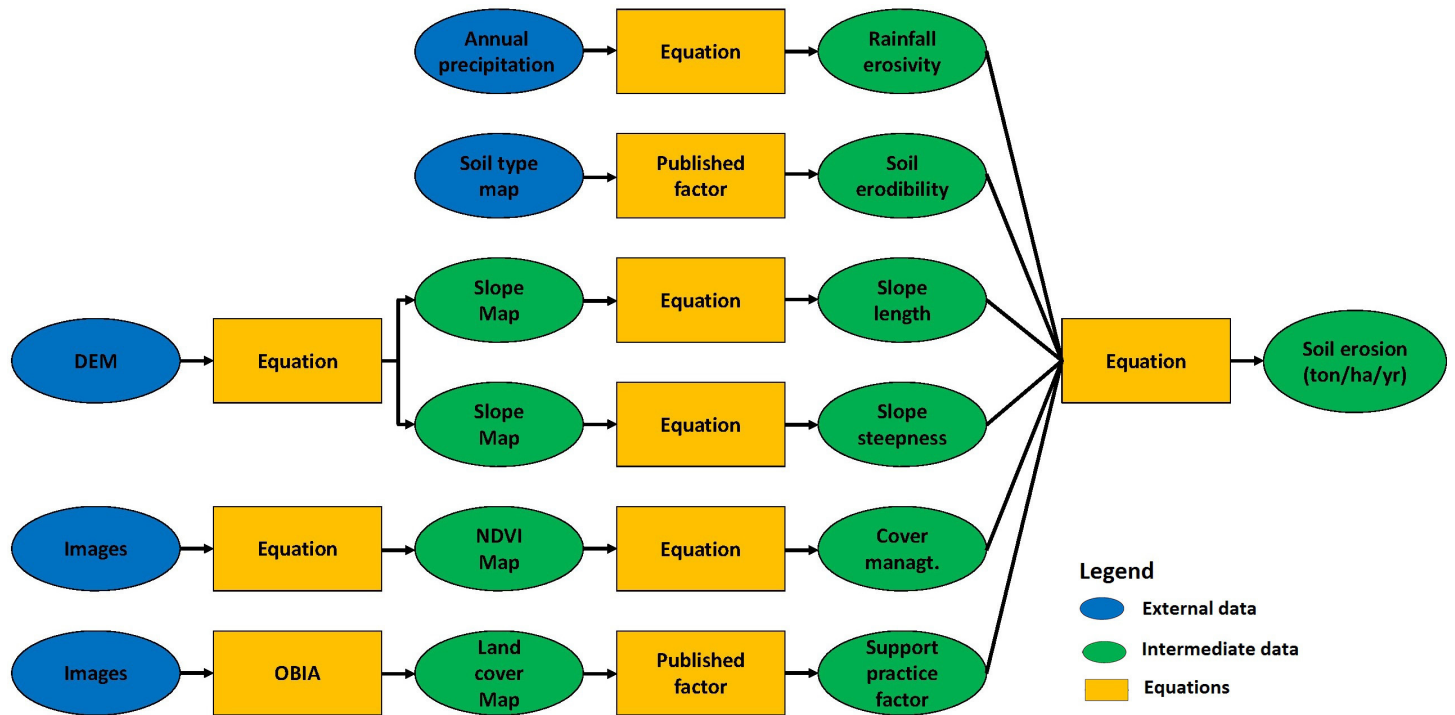 Annual
precipitation
Equation
Rainfall
erosivity
Soil type
map
Published
factor
Soil
erodibility
DEM
Equation
Slope
Map
Equation
Slope
length
Slope
Map
Equation
Slope
steepness
Equation
Soil erosion
(ton/ha/yr)
Images
Equation
NDVI
Map
Equation
Cover
managt.
Images
OBIA
Land
cover
Map
Published
factor
Support
practice
factor
Legend
External data
Intermediate data
Equations